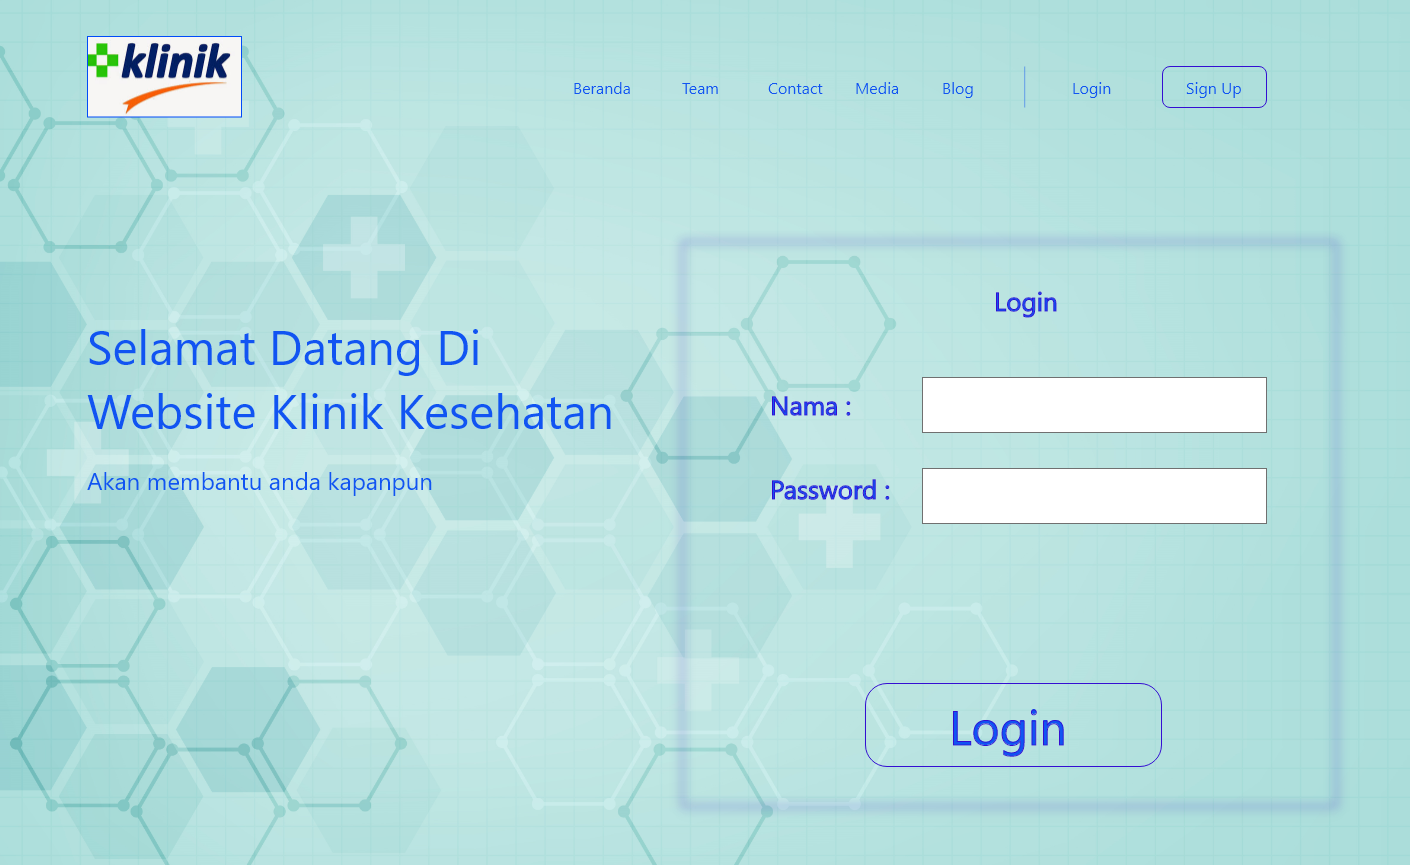 klinik
Beranda Team Contact Media Blog Login Sign Up
Selamat Datang Di
Website Klinik Kesehatan
Akan membantu anda kapanpun
Login
Nama :
Password :
Login